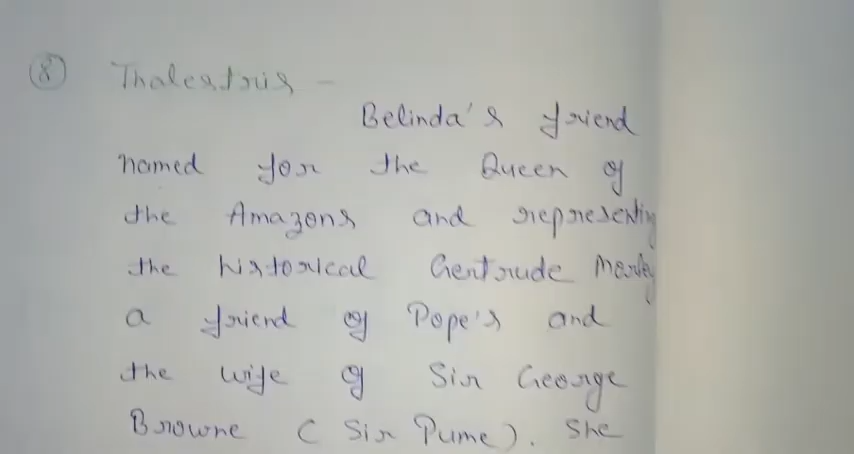 ⑧ Thalestris -
Belinda's friend
named for the Queen of
the Amazons and representing
the historical Gertrude Morley
a friend of Pope's and
the wife of Sir George
Browne ( Sir Pume). She